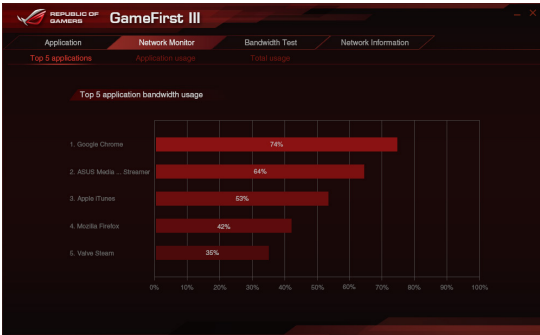 REPUBLIC OF GAMERS GameFirst III
Application Network Monitor Bandwidth Test Network Information
Top 5 applications Application usage Total usage
Top 5 application bandwidth usage
1. Google Chrome 74%
2. ASUS Media ... Streamer 64%
3. Apple iTunes 53%
4. Mozilla Firefox 42%
5. Valve Steam 35%
0% 10% 20% 30% 40% 50% 60% 70% 80% 90% 100%